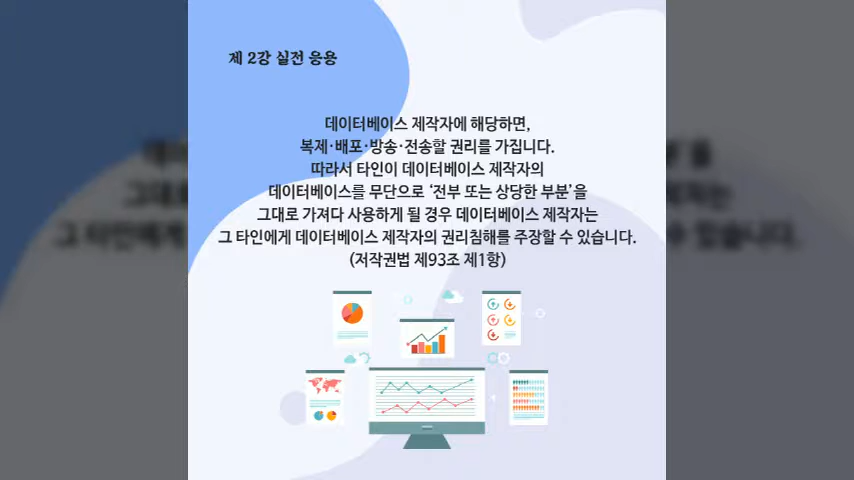 제 2강 실전 응용
데이터베이스 제작자에 해당하면,
복제·배포·방송·전송할 권리를 가집니다.
따라서 타인이 데이터베이스 제작자의
데이터베이스를 무단으로 ‘전부 또는 상당한 부분’을
그대로 가져다 사용하게 될 경우 데이터베이스 제작자는
그 타인에게 데이터베이스 제작자의 권리침해를 주장할 수 있습니다.
(저작권법 제93조 제1항)